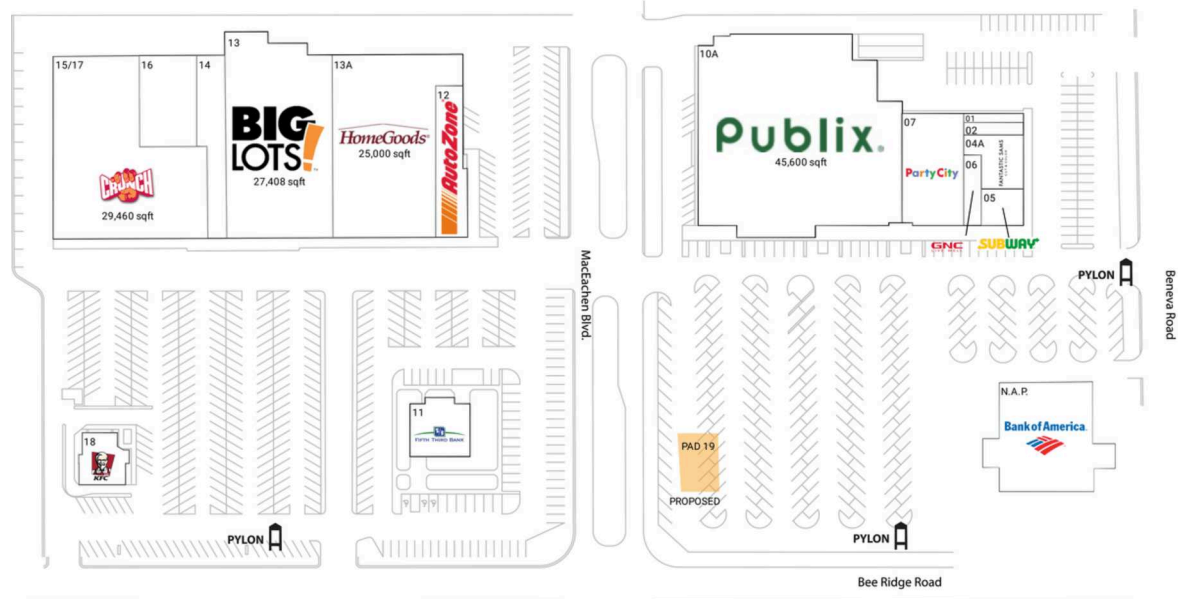 13
10A
15/17
16
14
13A
12
BIG
LOTS!
27,408 sqft
HomeGoods
25,000 sqft
AutoZone
CRUNCH
29,460 sqft
Publix
45,600 sqft
07
01
02
04A
06
05
FANTASTIC SAMS
PartyCity
GNC
SUBWAY
MacEachen Blvd.
PYLON
Beneva Road
11
FIFTH THIRD BANK
18
KFC
PAD 19
PROPOSED
N.A.P.
Bank of America
PYLON
PYLON
Bee Ridge Road